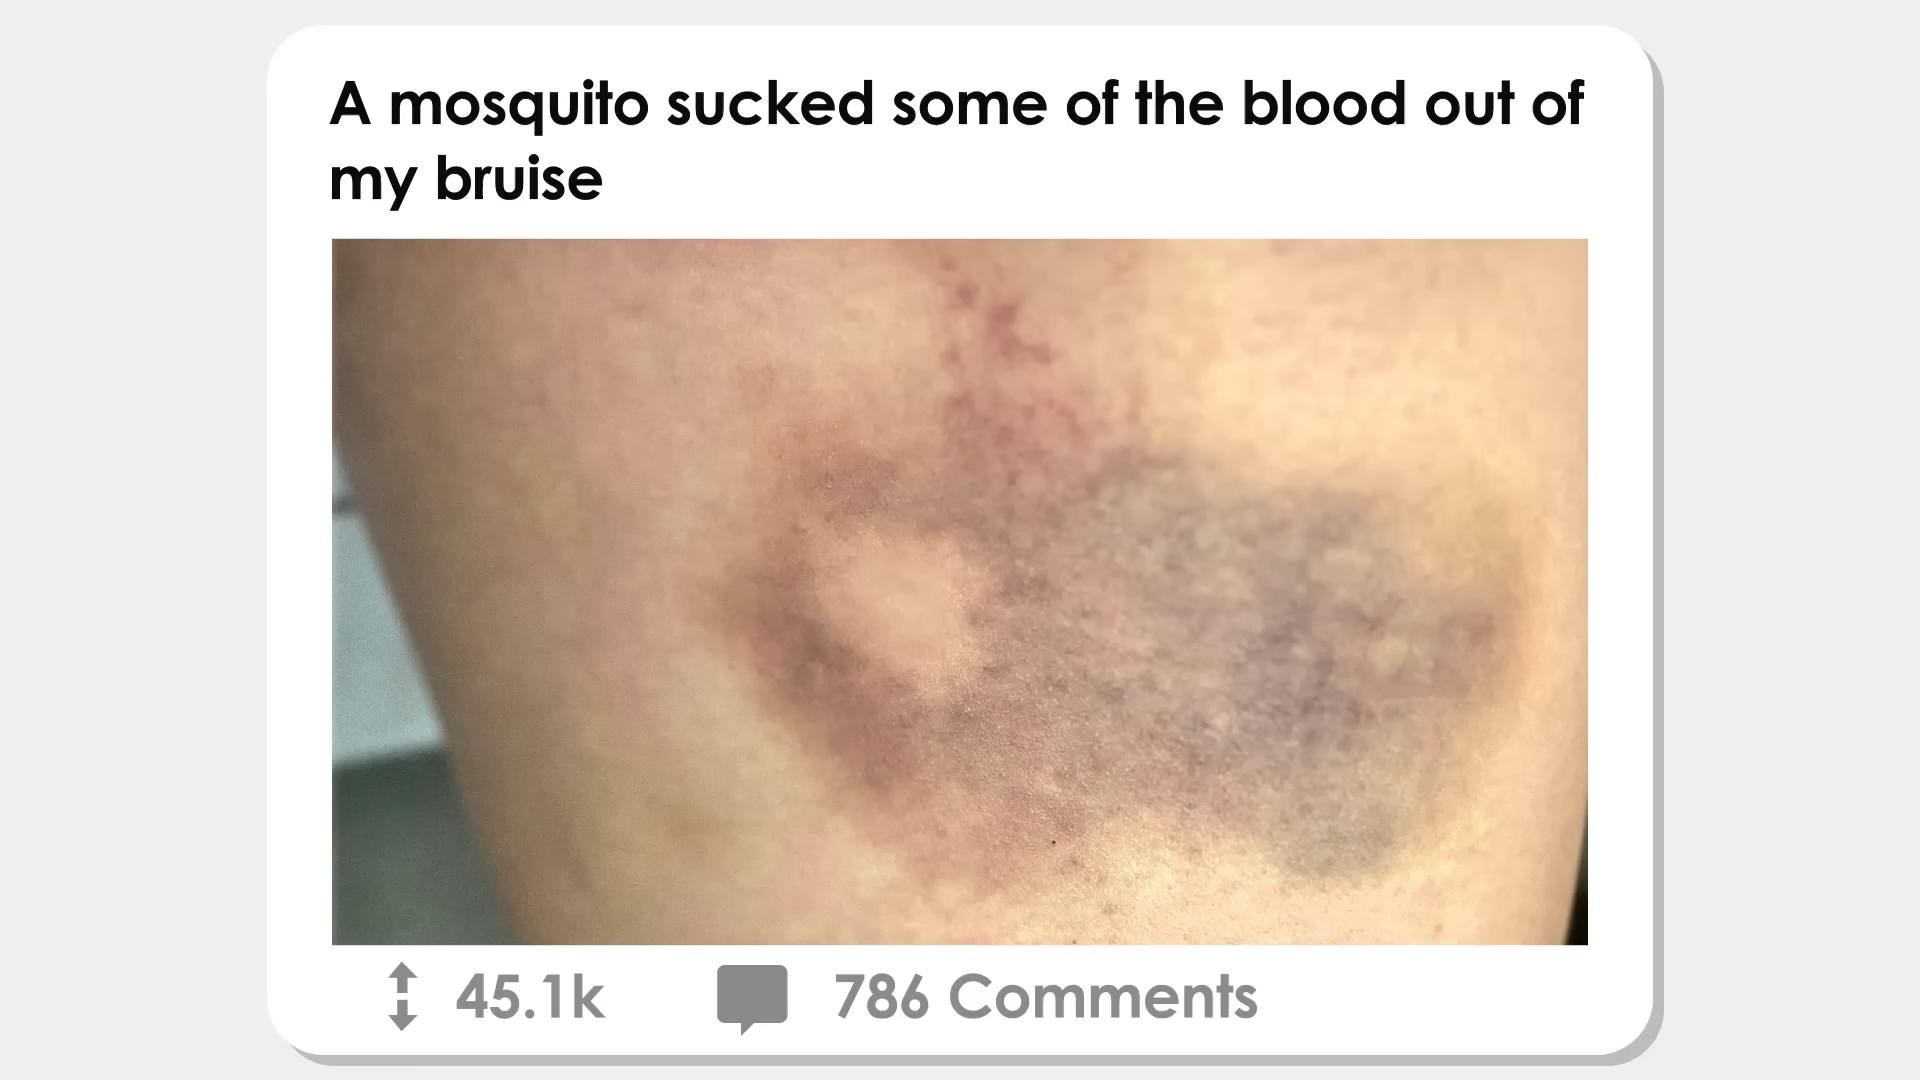 A mosquito sucked some of the blood out of
my bruise
45.1k
786 Comments